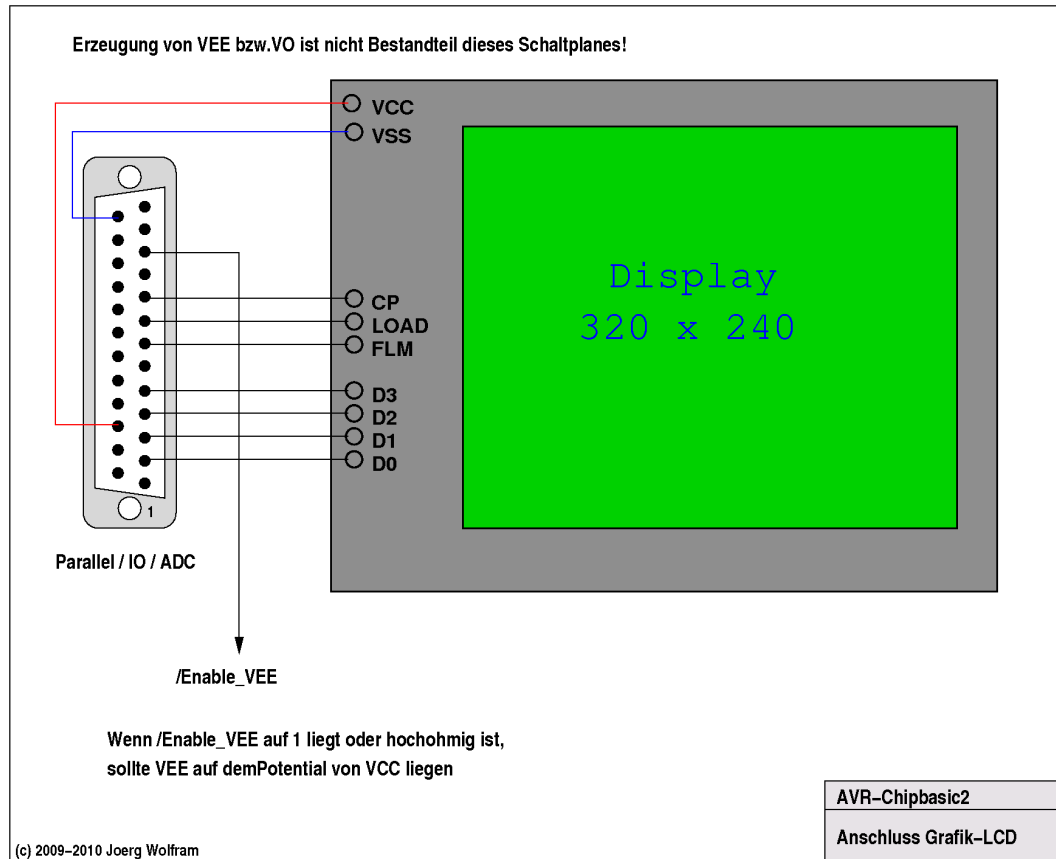 Erzeugung von VEE bzw.VO ist nicht Bestandteil dieses Schaltplanes!
VCC
VSS
Display
320 x 240
CP
LOAD
FLM
D3
D2
D1
D0
1
Parallel / IO / ADC
/Enable_VEE
Wenn /Enable_VEE auf 1 liegt oder hochohmig ist,
sollte VEE auf demPotential von VCC liegen
AVR–Chipbasic2
Anschluss Grafik–LCD
(c) 2009–2010 Joerg Wolfram